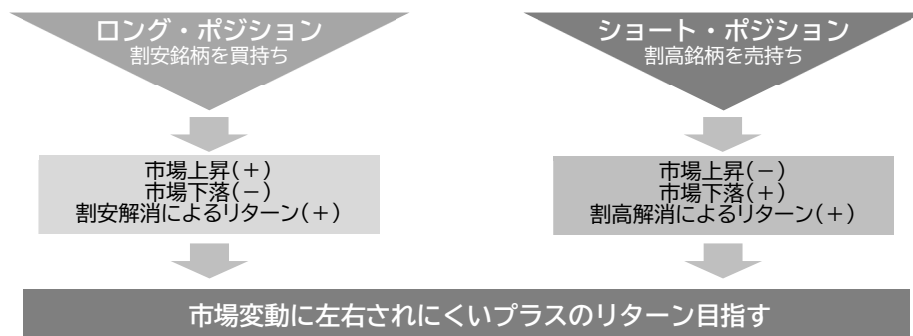 ロング・ポジション
割安銘柄を買持ち
ショート・ポジション
割高銘柄を売持ち
市場上昇(+)
市場下落(-)
割安解消によるリターン(+)
市場上昇(-)
市場下落(+)
割高解消によるリターン(+)
市場変動に左右されにくいプラスのリターン目指す